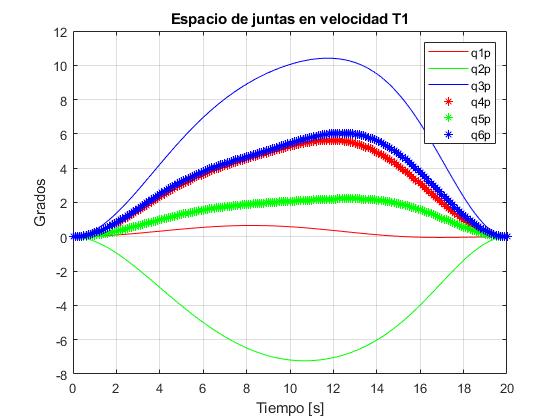 Espacio de juntas en velocidad T1
12
10
8
6
4
2
0
-2
-4
-6
-8
Grados
q1p
q2p
q3p
q4p
q5p
q6p
0 2 4 6 8 10 12 14 16 18 20
Tiempo [s]